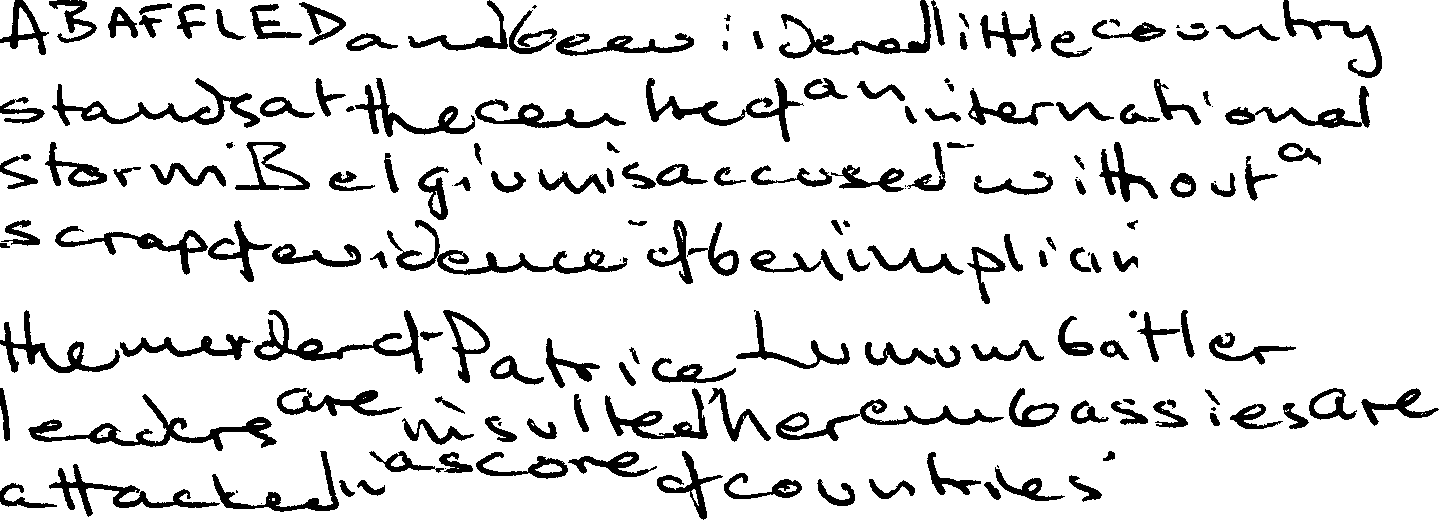 A BAFFLED and bewildered little country
stands at the centre of an international
storm. Belgium is accused - without a
scrap of evidence - of being implicated in
the murder of Patrice Lumumba. Her
leaders are insulted, her embassies are
attacked in a score of countries.